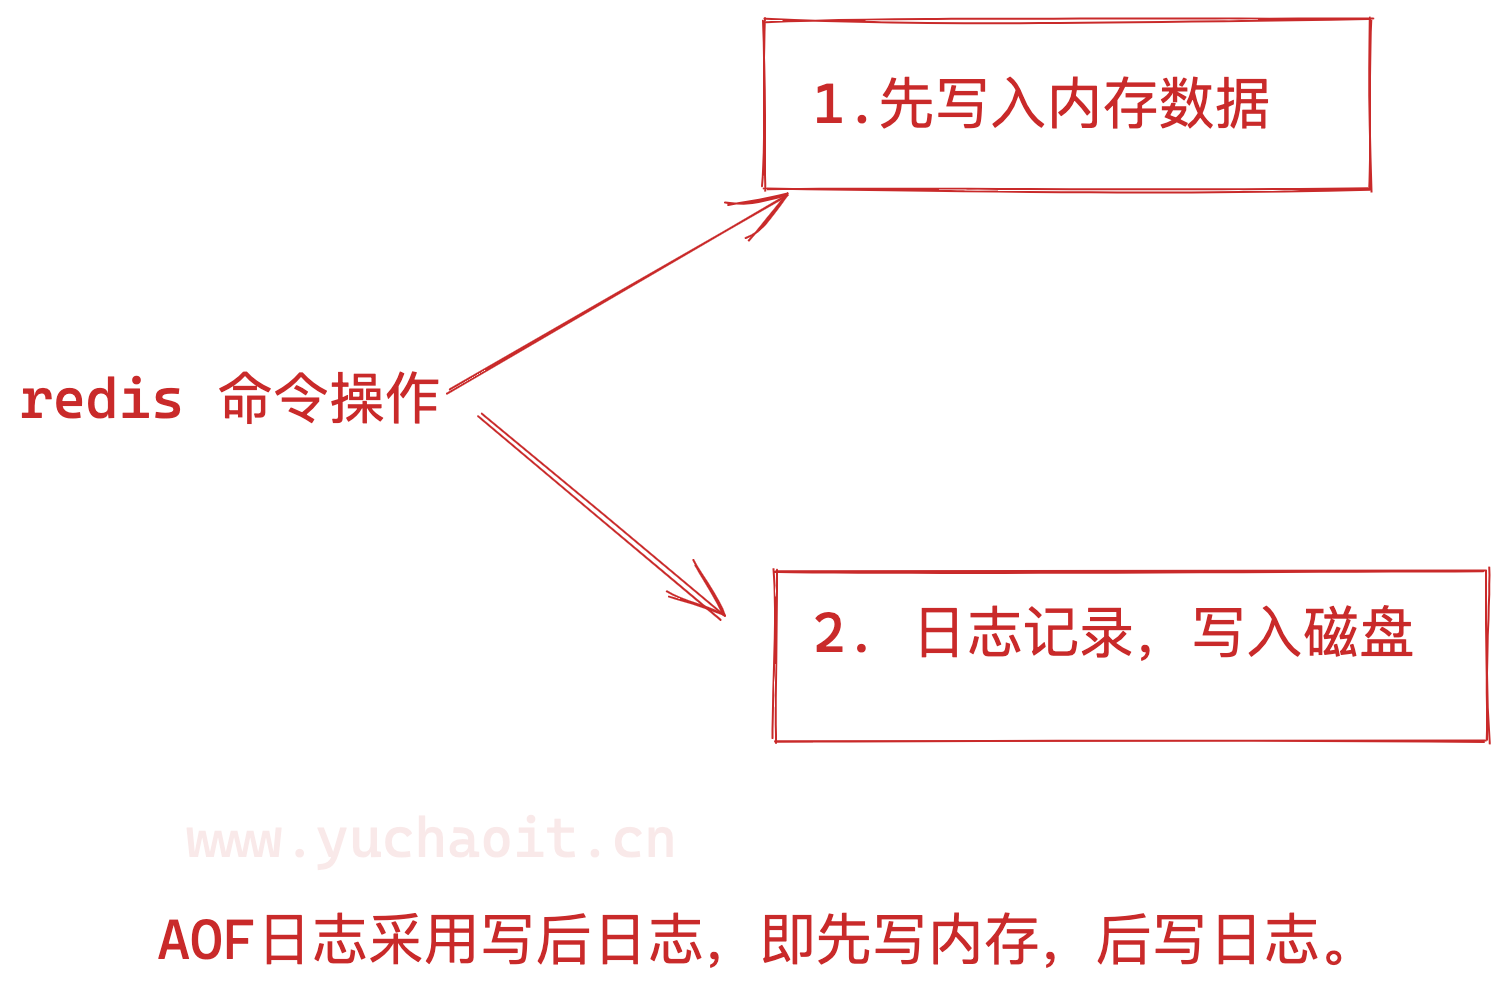 1.先写入内存数据
redis 命令操作
2. 日志记录，写入磁盘
www.yuchaoit.cn
AOF日志采用写后日志，即先写内存，后写日志。